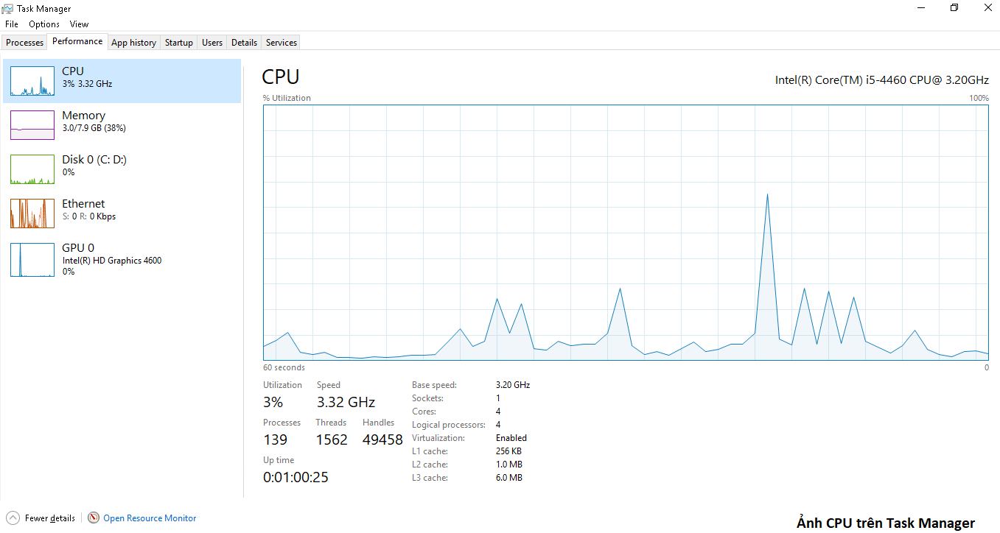 Task Manager
File Options View
Processes Performance App history Startup Users Details Services
CPU
3% 3.32 GHz
Memory
3.0/7.9 GB (38%)
Disk 0 (C: D:)
0%
Ethernet
S: 0 R: 0 Kbps
GPU 0
Intel(R) HD Graphics 4600
0%
CPU
Intel(R) Core(TM) i5-4460 CPU@ 3.20GHz
% Utilization 100%
60 seconds 0
Utilization Speed
3% 3.32 GHz
Processes Threads Handles
139 1562 49458
Up time
0:01:00:25
Base speed: 3.20 GHz
Sockets: 1
Cores: 4
Logical processors: 4
Virtualization: Enabled
L1 cache: 256 KB
L2 cache: 1.0 MB
L3 cache: 6.0 MB
Fewer details Open Resource Monitor
Ảnh CPU trên Task Manager